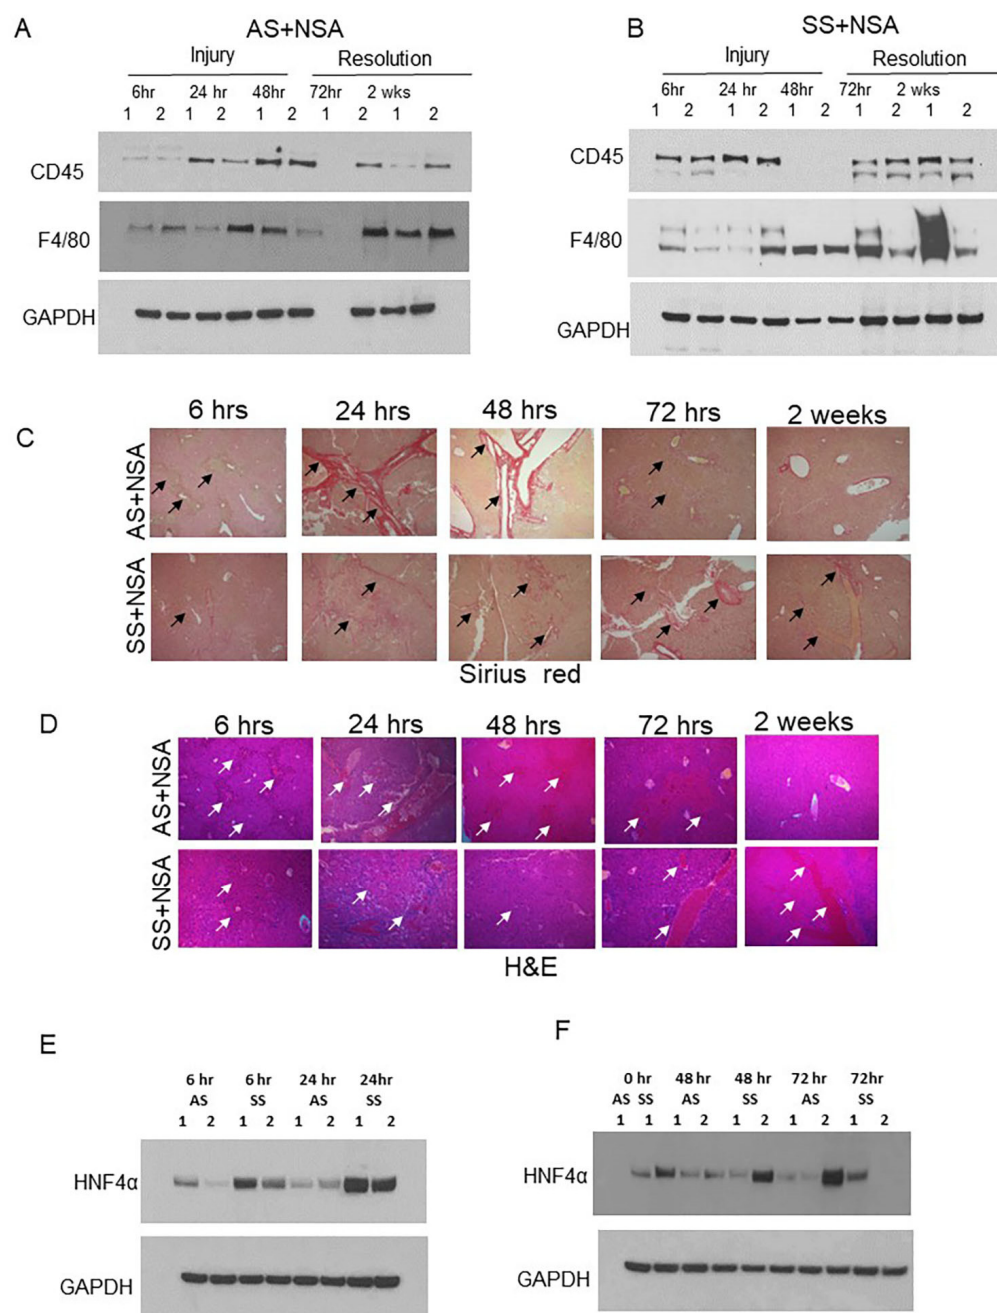 A
AS+NSA
Injury Resolution
6hr 24 hr 48hr 72hr 2 wks
1 2 1 2 1 2 1 2 1 2
CD45
F4/80
GAPDH
B
SS+NSA
Injury Resolution
6hr 24 hr 48hr 72hr 2 wks
1 2 1 2 1 2 1 2 1 2
CD45
F4/80
GAPDH
C
6 hrs 24 hrs 48 hrs 72 hrs 2 weeks
AS+NSA
SS+NSA
Sirius red
D
6 hrs 24 hrs 48 hrs 72 hrs 2 weeks
AS+NSA
SS+NSA
H&E
E
6 hr 6 hr 24 hr 24hr
AS SS AS SS
1 2 1 2 1 2 1 2
HNF4α
GAPDH
F
0 hr 48hr 48 hr 72 hr 72hr
AS SS AS SS AS SS
1 1 1 2 1 2 1 2 1 2
HNF4α
GAPDH